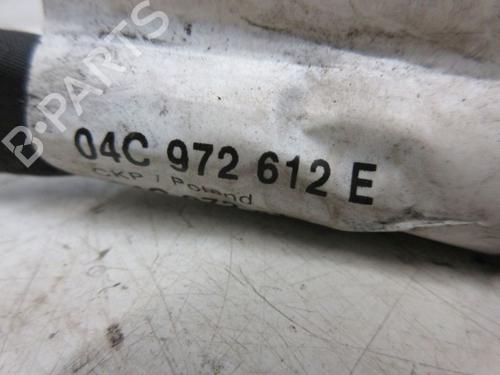 B-PARTS
04C 972 612 E
CKP / Poland